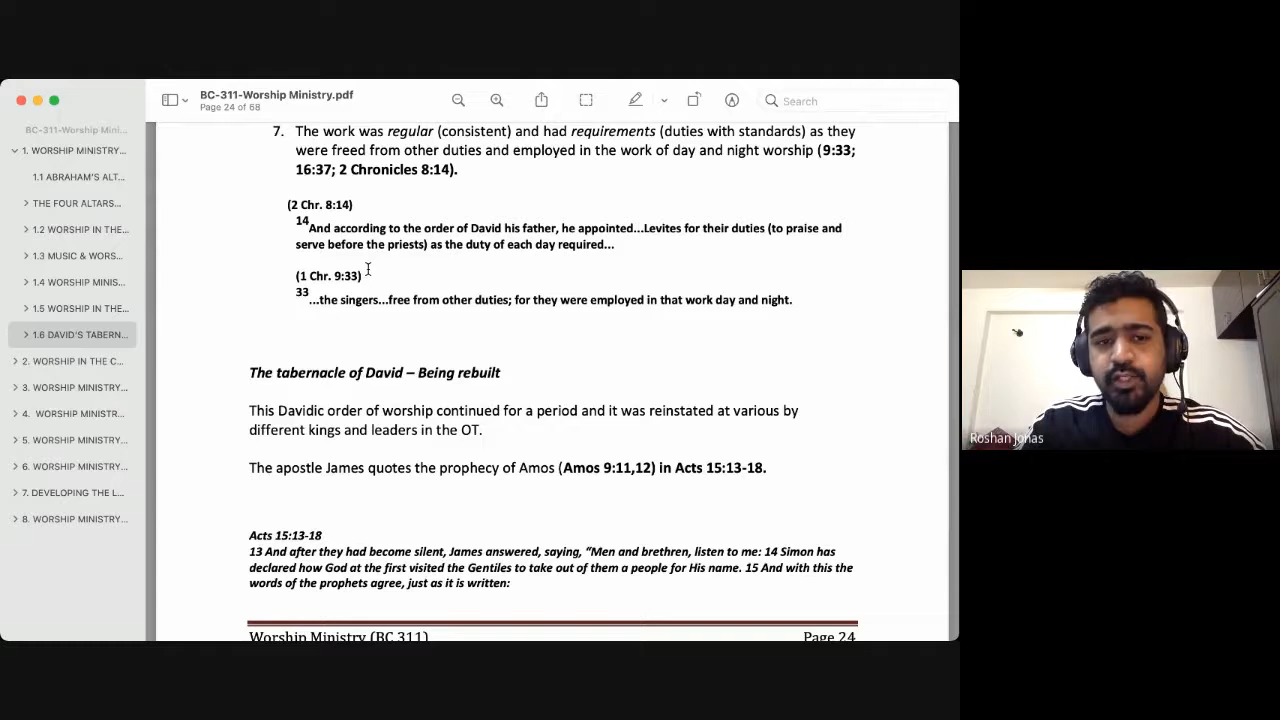 BC-311-Worship Ministry.pdf
Page 24 of 68
Search
BC-311-Worship Mini...
1. WORSHIP MINISTRY...
1.1 ABRAHAM'S ALT...
THE FOUR ALTARS...
1.2 WORSHIP IN THE...
1.3 MUSIC & WORS...
1.4 WORSHIP MINIS...
1.5 WORSHIP IN THE...
1.6 DAVID'S TABERN...
2. WORSHIP IN THE C...
3. WORSHIP MINISTRY...
4. WORSHIP MINISTR...
5. WORSHIP MINISTRY...
6. WORSHIP MINISTRY...
7. DEVELOPING THE L...
8. WORSHIP MINISTRY...
7. The work was regular (consistent) and had requirements (duties with standards) as they
were freed from other duties and employed in the work of day and night worship (9:33;
16:37; 2 Chronicles 8:14).
(2 Chr. 8:14)
14 And according to the order of David his father, he appointed...Levites for their duties (to praise and
serve before the priests) as the duty of each day required...
(1 Chr. 9:33)
33 ...the singers...free from other duties; for they were employed in that work day and night.
The tabernacle of David – Being rebuilt
This Davidic order of worship continued for a period and it was reinstated at various by
different kings and leaders in the OT.
The apostle James quotes the prophecy of Amos (Amos 9:11,12) in Acts 15:13-18.
Acts 15:13-18
13 And after they had become silent, James answered, saying, “Men and brethren, listen to me: 14 Simon has
declared how God at the first visited the Gentiles to take out of them a people for His name. 15 And with this the
words of the prophets agree, just as it is written:
Worship Ministry (BC 311) Page 24
Roshan Jonas